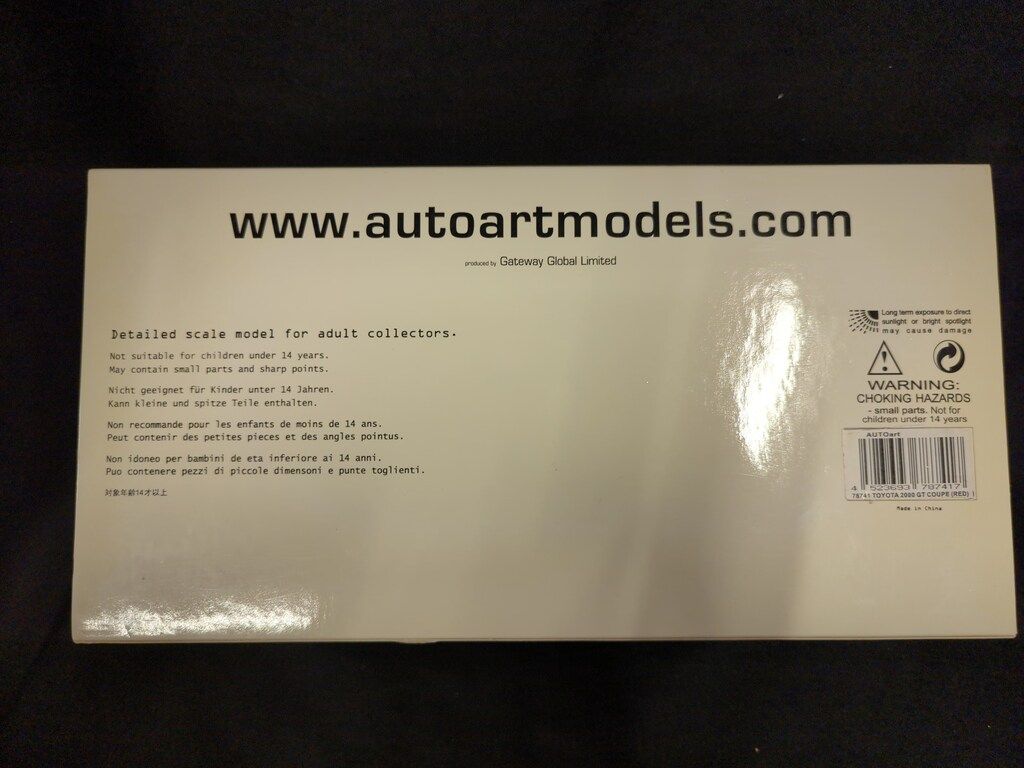 www.autoartmodels.com
produced by Gateway Global Limited
Detailed scale model for adult collectors.
Not suitable for children under 14 years.
May contain small parts and sharp points.
Nicht geeignet für Kinder unter 14 Jahren.
Kann kleine und spitze Teile enthalten.
Non recommande pour les enfants de moins de 14 ans.
Peut contenir des petites pieces et des angles pointus.
Non idoneo per bambini de eta inferiore ai 14 anni.
Puo contenere pezzi di piccole dimensoni e punte toglienti.
対象年齢14才以上
Long term exposure to direct
sunlight or bright spotlight
may cause damage
WARNING:
CHOKING HAZARDS
- small parts. Not for
children under 14 years
AUTOart
4 523693 787417
78741 TOYOTA 2000 GT COUPE (RED)
Made in China